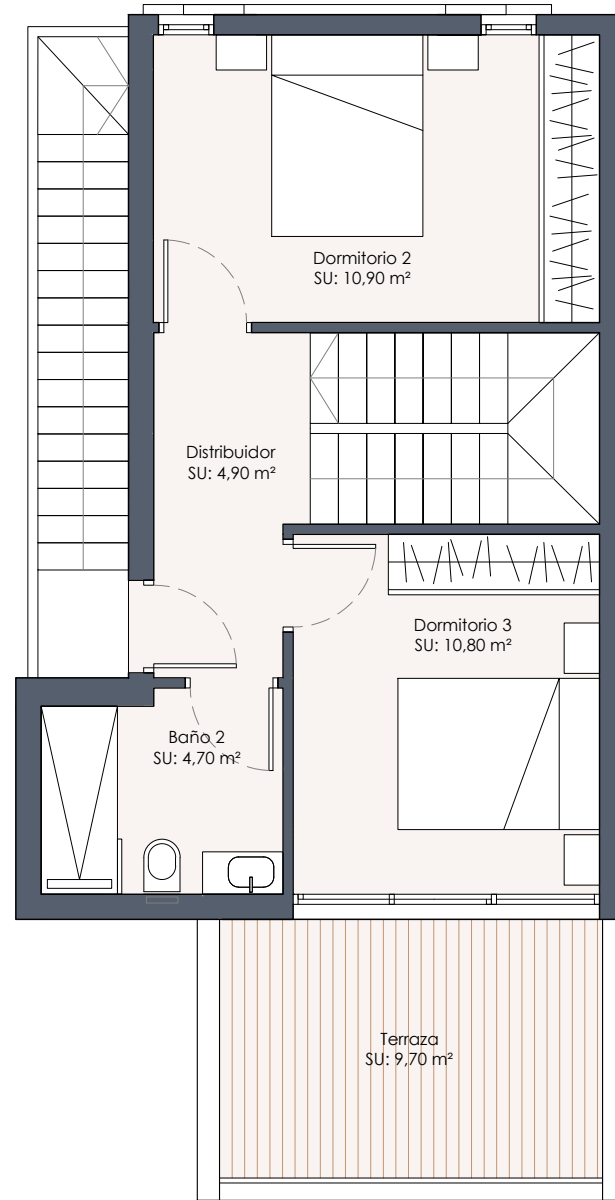 Dormitorio 2
SU: 10,90 m²
Distribuidor
SU: 4,90 m²
Dormitorio 3
SU: 10,80 m²
Baño 2
SU: 4,70 m²
Terraza
SU: 9,70 m²